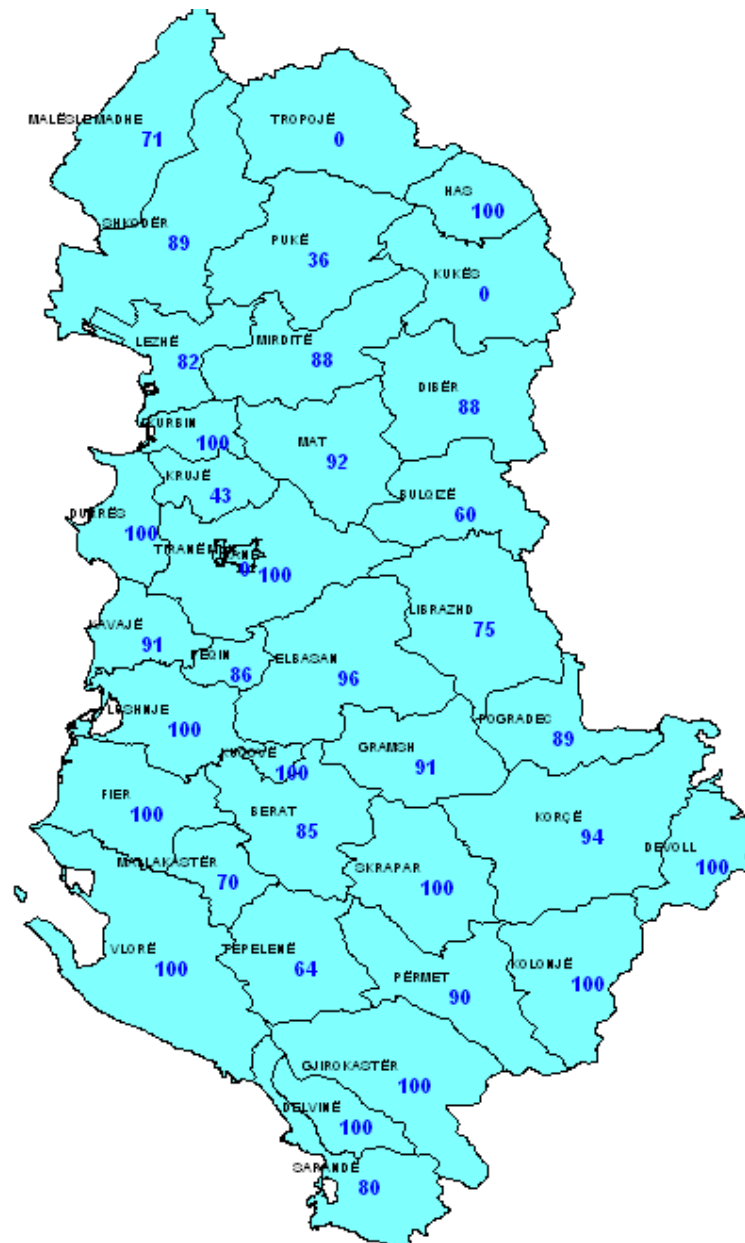 MALËSI E MADHE
71
TROPOJË
0
HAS
100
SHKODËR
89
PUKË
36
KUKËS
0
LEZHË
82
MIRDITË
88
DIBËR
88
KURBIN
100
MAT
92
KRUJË
43
BULQIZË
60
DURRËS
100
0
100
LIBRAZHD
75
KAVAJË
91
PEQIN
86
ELBASAN
96
LUSHNJE
100
POGRADEC
89
GRAMSH
91
KUÇOVË
100
FIER
100
BERAT
85
KORÇË
94
DEVOLL
100
MALLAKASTËR
70
SKRAPAR
100
VLORË
100
TEPELENË
64
PËRMET
90
KOLONJË
100
GJIROKASTËR
100
DELVINË
100
SARANDË
80